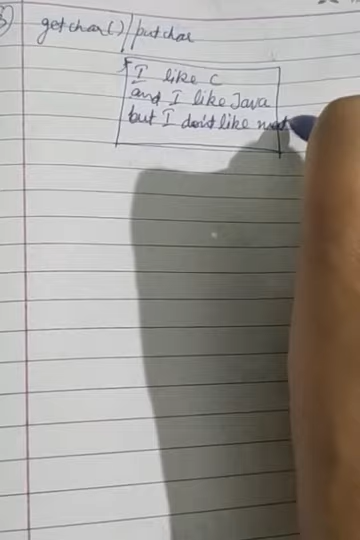 3)
getchar()/putchar
* I like C
and I like Java
but I don't like